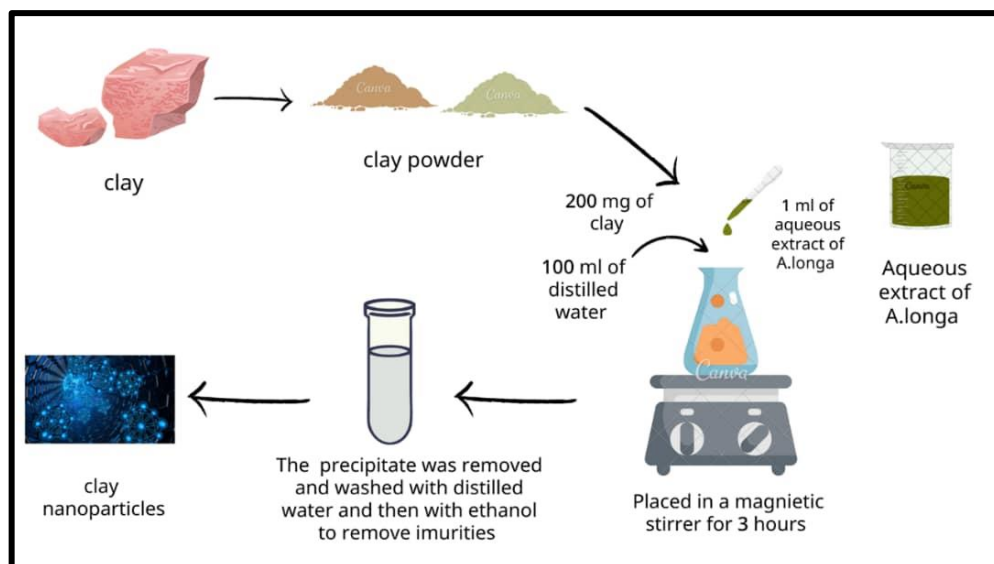 clay
Canva
Canva
clay powder
200 mg of
clay
100 ml of
distilled
water
1 ml of
aqueous
extract of
A.longa
Canva
Aqueous
extract of
A.longa
Canva
Placed in a magnietic
stirrer for 3 hours
The precipitate was removed
and washed with distilled
water and then with ethanol
to remove imurities
clay
nanoparticles